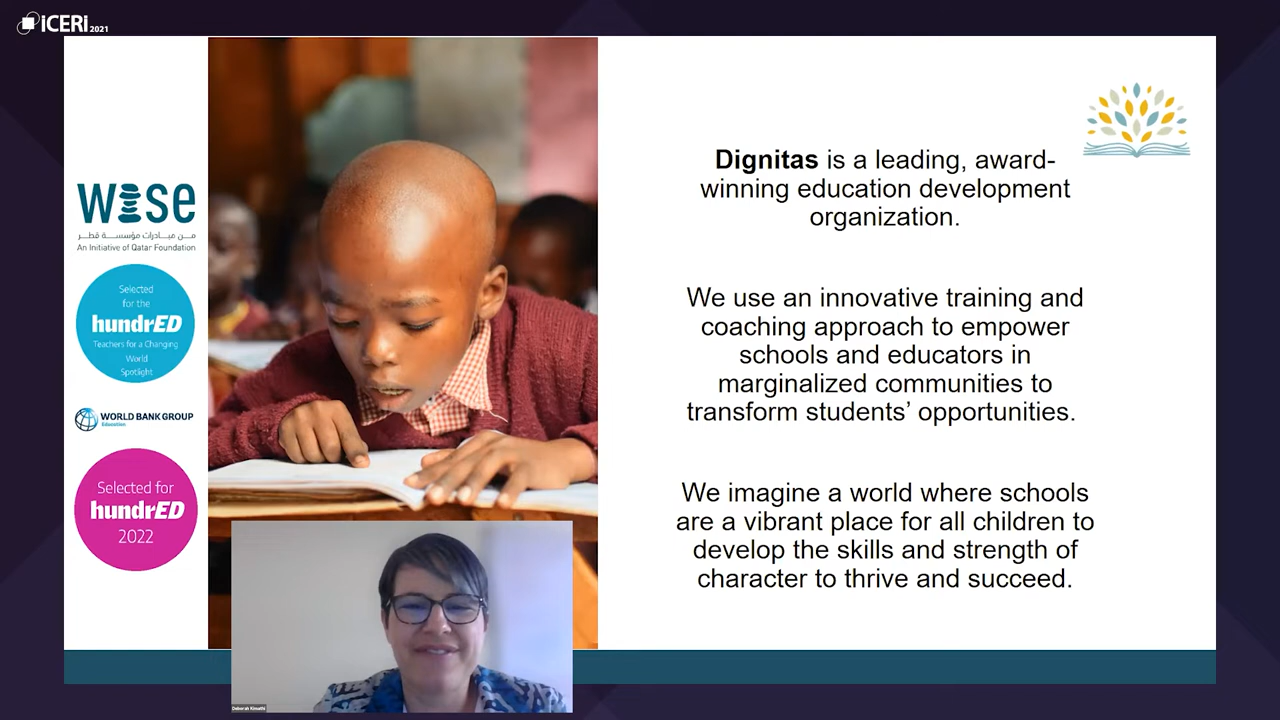 iCERi 2021
WISE
من مبادرات مؤسسة قطر
An Initiative of Qatar Foundation
Selected
for the
hundrED
Teachers for a Changing
World
Spotlight
WORLD BANK GROUP
Education
Selected for
hundrED
2022
Dignitas is a leading, award-
winning education development
organization.
We use an innovative training and
coaching approach to empower
schools and educators in
marginalized communities to
transform students’ opportunities.
We imagine a world where schools
are a vibrant place for all children to
develop the skills and strength of
character to thrive and succeed.
Deborah Kimathi